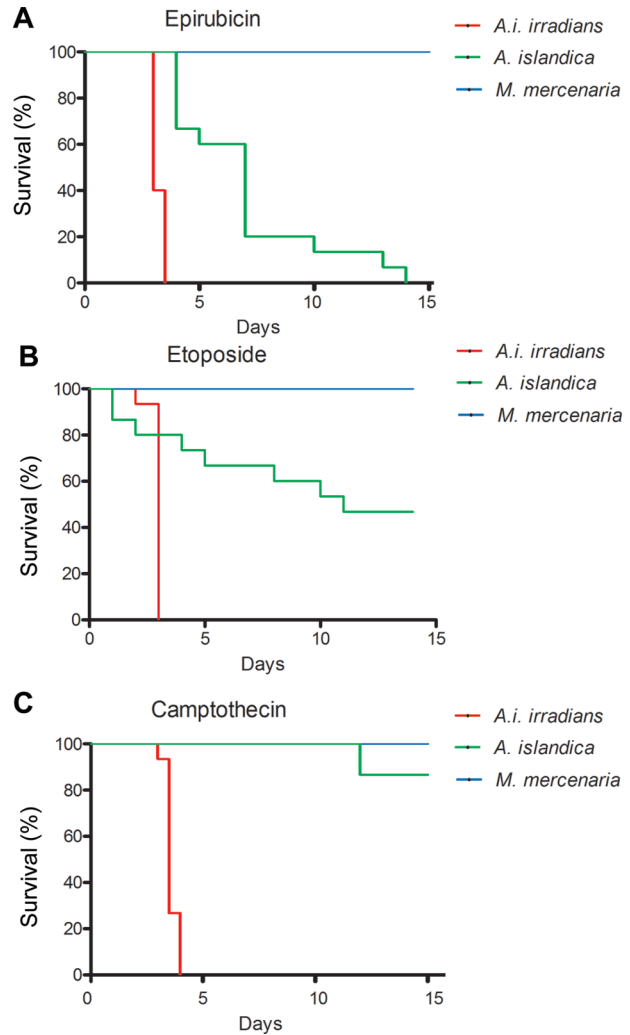 A
Epirubicin
A.i. irradians
A. islandica
M. mercenaria
Survival (%)
100
80
60
40
20
0
0 5 10 15
Days
B
Etoposide
A.i. irradians
A. islandica
M. mercenaria
Survival (%)
100
80
60
40
20
0
0 5 10 15
Days
C
Camptothecin
A.i. irradians
A. islandica
M. mercenaria
Survival (%)
100
80
60
40
20
0
0 5 10 15
Days